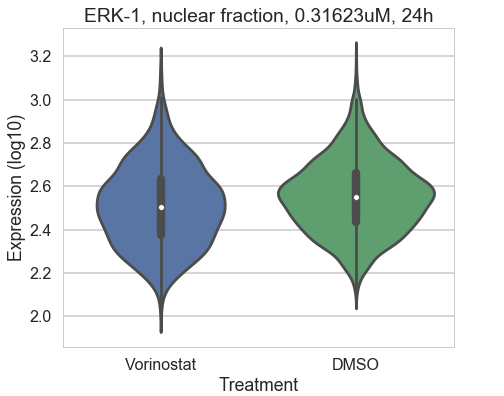 ERK-1, nuclear fraction, 0.31623uM, 24h
Expression (log10)
3.2
3.0
2.8
2.6
2.4
2.2
2.0
Vorinostat
DMSO
Treatment